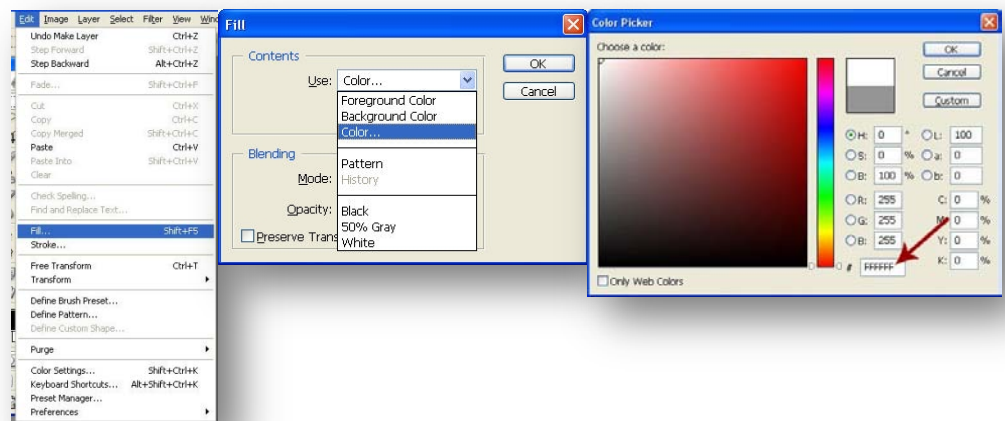 Edit Image Layer Select Filter View Wind
Undo Make Layer Ctrl+Z
Step Forward Shift+Ctrl+Z
Step Backward Alt+Ctrl+Z
Fade... Shift+Ctrl+F
Cut Ctrl+X
Copy Ctrl+C
Copy Merged Shift+Ctrl+C
Paste Ctrl+V
Paste Into Shift+Ctrl+V
Clear
Check Spelling...
Find and Replace Text...
Fill... Shift+F5
Stroke...
Free Transform Ctrl+T
Transform
Define Brush Preset...
Define Pattern...
Define Custom Shape...
Purge
Color Settings... Shift+Ctrl+K
Keyboard Shortcuts... Alt+Shift+Ctrl+K
Preset Manager...
Preferences
Fill
Contents
Use: Color...
OK
Cancel
Foreground Color
Background Color
Color...
Pattern
History
Black
50% Gray
White
Blending
Mode:
Opacity:
Preserve Trans
Color Picker
Choose a color:
OK
Cancel
Custom
H: 0 ° L: 100
S: 0 % a: 0
B: 100 % b: 0
R: 255 C: 0 %
G: 255 M: 0 %
B: 255 Y: 0 %
# FFFFFF K: 0 %
Only Web Colors